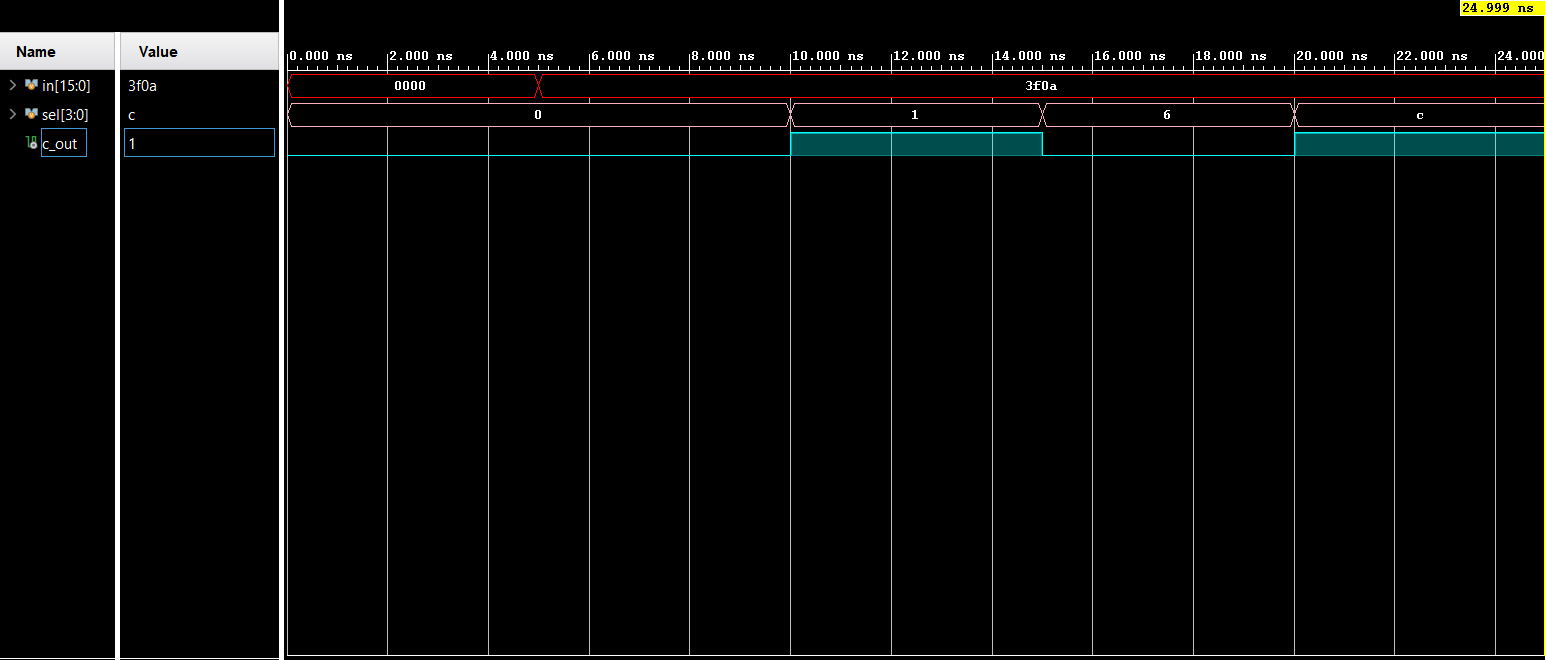 24.999 ns
Name Value
0.000 ns 2.000 ns 4.000 ns 6.000 ns 8.000 ns 10.000 ns 12.000 ns 14.000 ns 16.000 ns 18.000 ns 20.000 ns 22.000 ns 24.000
in[15:0] 3f0a 0000 3f0a
sel[3:0] c 0 1 6 c
c_out 1